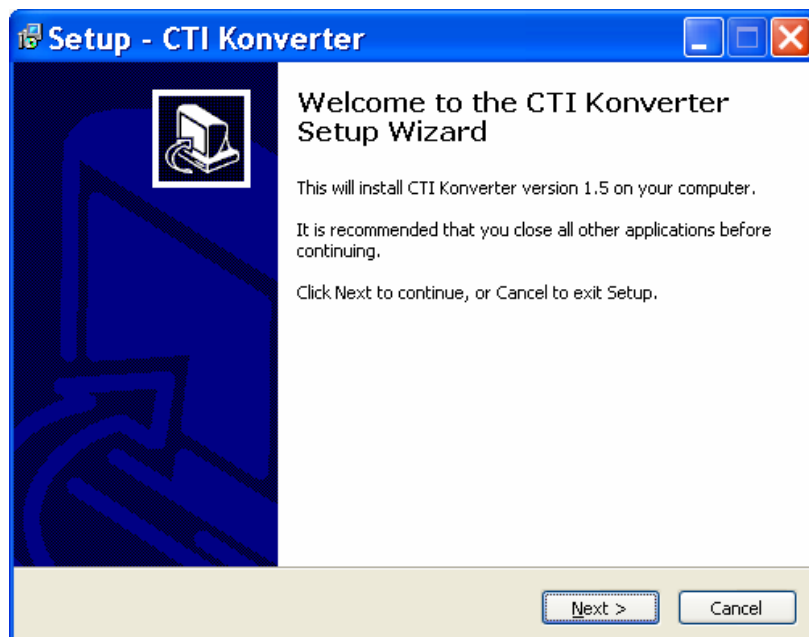 Setup - CTI Konverter
Welcome to the CTI Konverter
Setup Wizard
This will install CTI Konverter version 1.5 on your computer.
It is recommended that you close all other applications before
continuing.
Click Next to continue, or Cancel to exit Setup.
Next >
Cancel